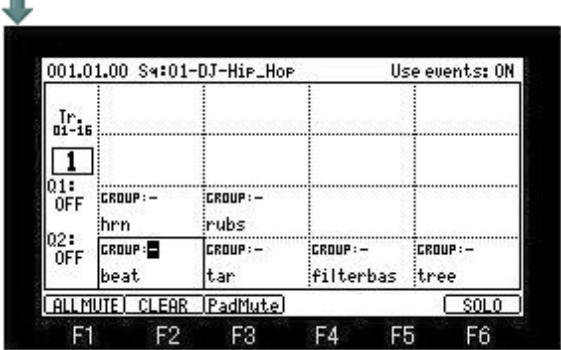 001.01.00 Sq:01-DJ-Hip_Hop Use events: ON
Tr.
01-16
1
Q1:
OFF
GROUP:- GROUP:-
hrn rubs
Q2:
OFF
GROUP:- GROUP:- GROUP:- GROUP:-
beat tar filterbas tree
ALLMUTE CLEAR PadMute SOLO
F1 F2 F3 F4 F5 F6